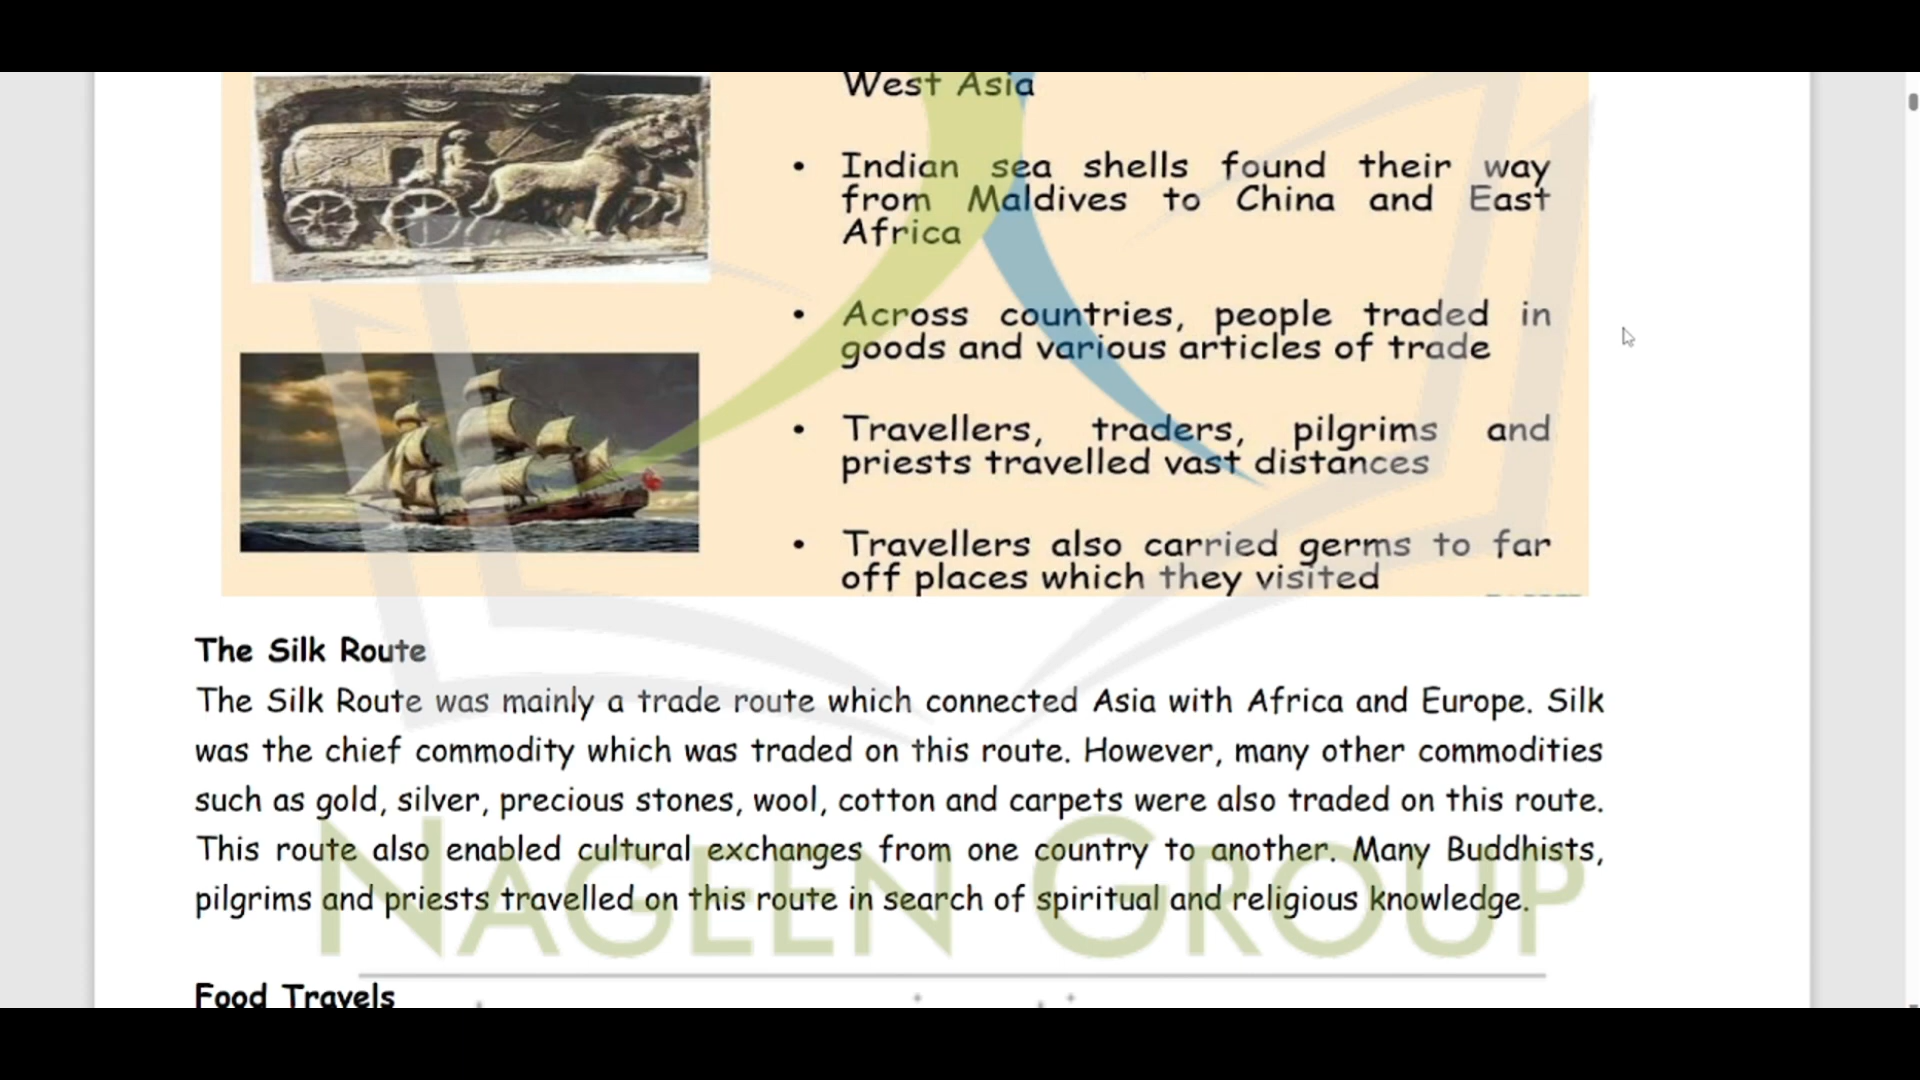 West Asia
• Indian sea shells found their way
from Maldives to China and East
Africa
• Across countries, people traded in
goods and various articles of trade
• Travellers, traders, pilgrims and
priests travelled vast distances
• Travellers also carried germs to far
off places which they visited
The Silk Route
The Silk Route was mainly a trade route which connected Asia with Africa and Europe. Silk
was the chief commodity which was traded on this route. However, many other commodities
such as gold, silver, precious stones, wool, cotton and carpets were also traded on this route.
This route also enabled cultural exchanges from one country to another. Many Buddhists,
pilgrims and priests travelled on this route in search of spiritual and religious knowledge.
NAGEEN GROUP
Food Travels